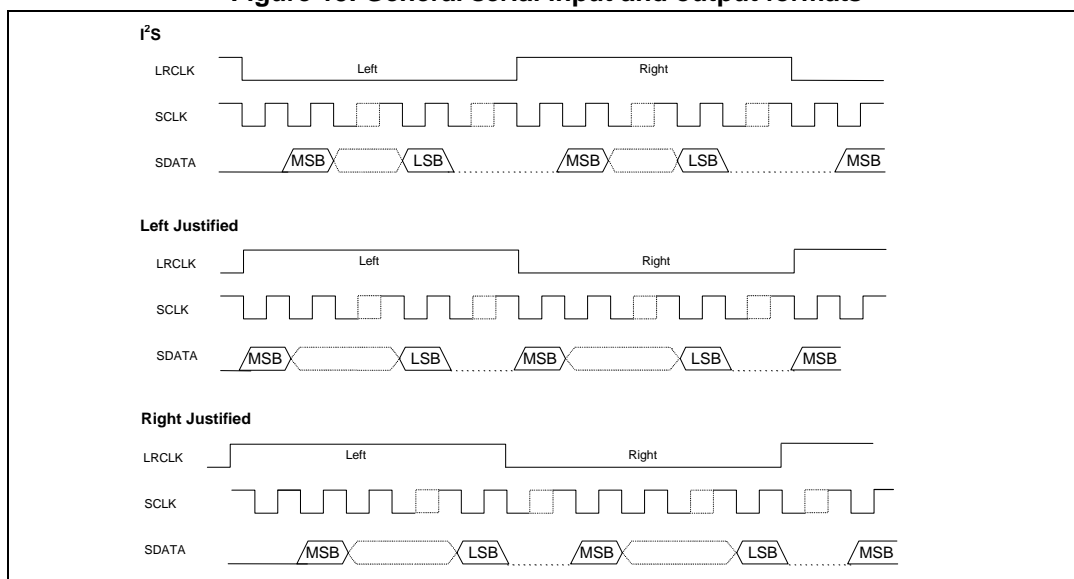 General serial input and output formats
I²S
LRCLK Left Right
SCLK
SDATA MSB LSB MSB LSB MSB
Left Justified
LRCLK Left Right
SCLK
SDATA MSB LSB MSB LSB MSB
Right Justified
LRCLK Left Right
SCLK
SDATA MSB LSB MSB LSB MSB